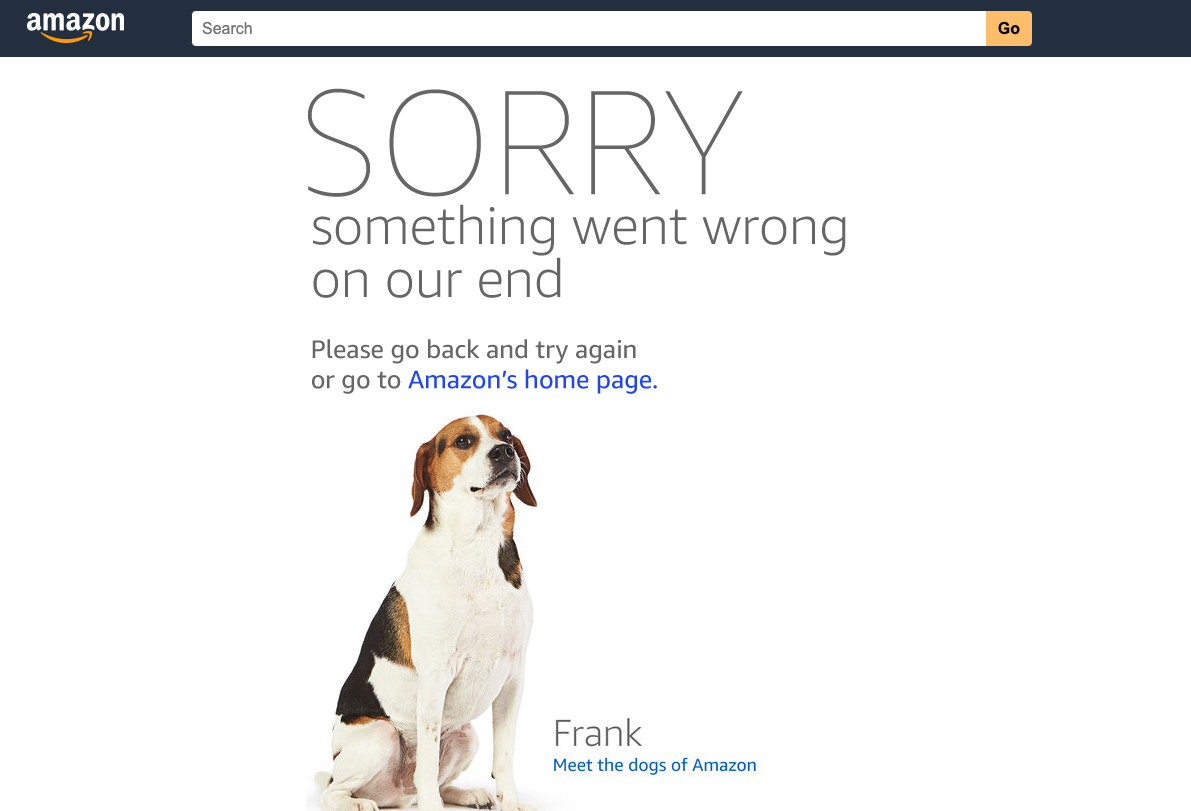 amazon
Search
Go
SORRY
something went wrong
on our end
Please go back and try again
or go to Amazon's home page.
Frank
Meet the dogs of Amazon